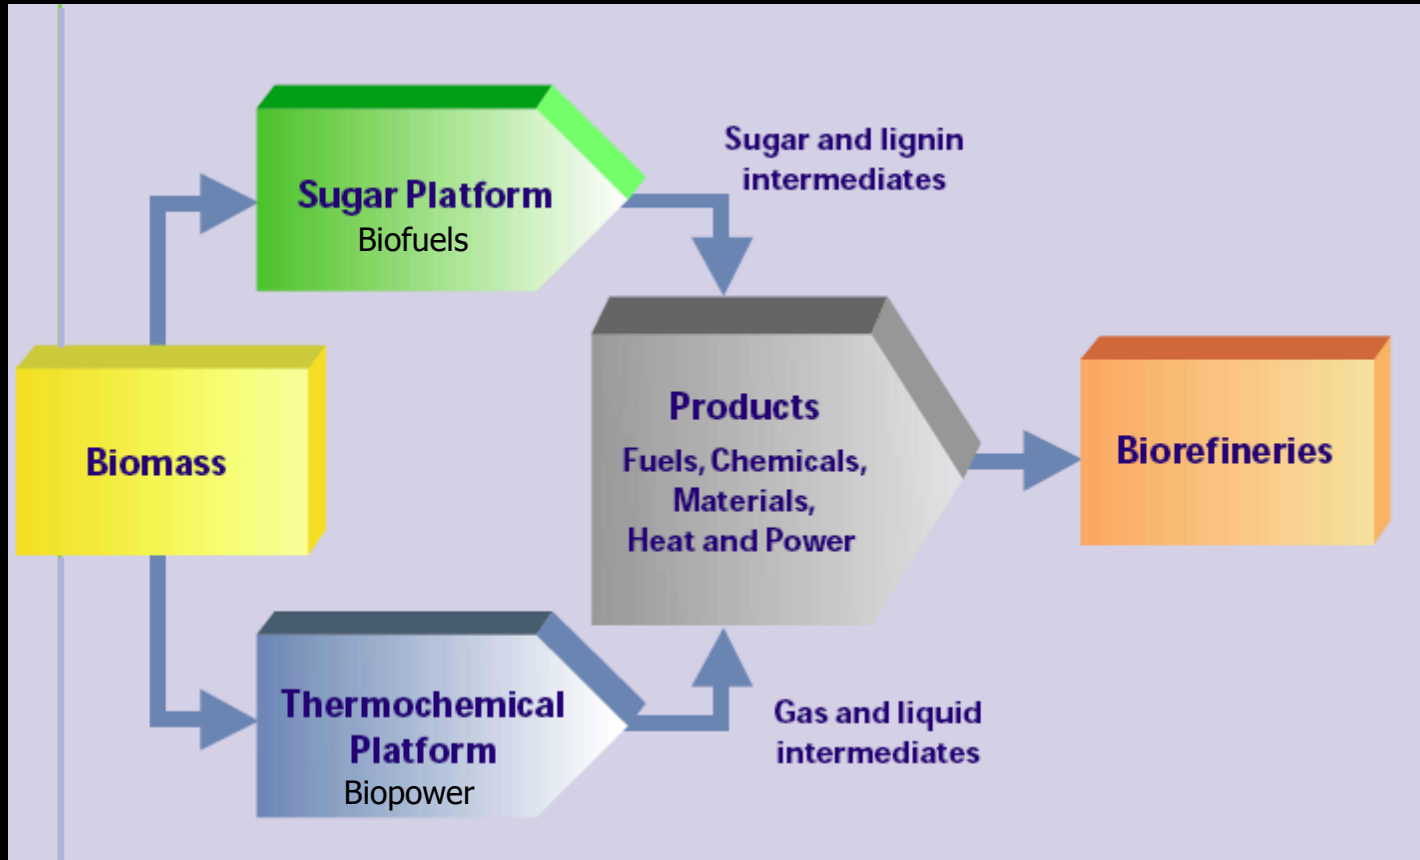 Sugar and lignin
intermediates
Sugar Platform
Biofuels
Biomass
Products
Fuels, Chemicals,
Materials,
Heat and Power
Biorefineries
Thermochemical
Platform
Biopower
Gas and liquid
intermediates